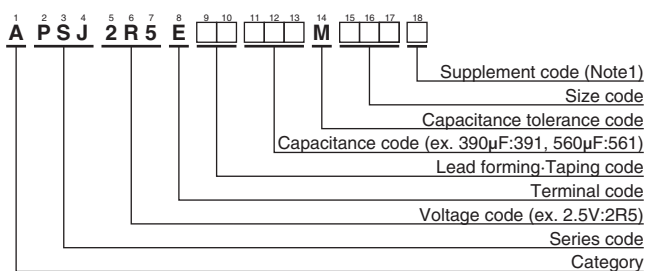 1 2 3 4 5 6 7 8 9 10 11 12 13 14 15 16 17 18
A PSJ 2R5 E □□ □□□ M □□□ □
Supplement code (Note1)
Size code
Capacitance tolerance code
Capacitance code (ex. 390µF:391, 560µF:561)
Lead forming·Taping code
Terminal code
Voltage code (ex. 2.5V:2R5)
Series code
Category